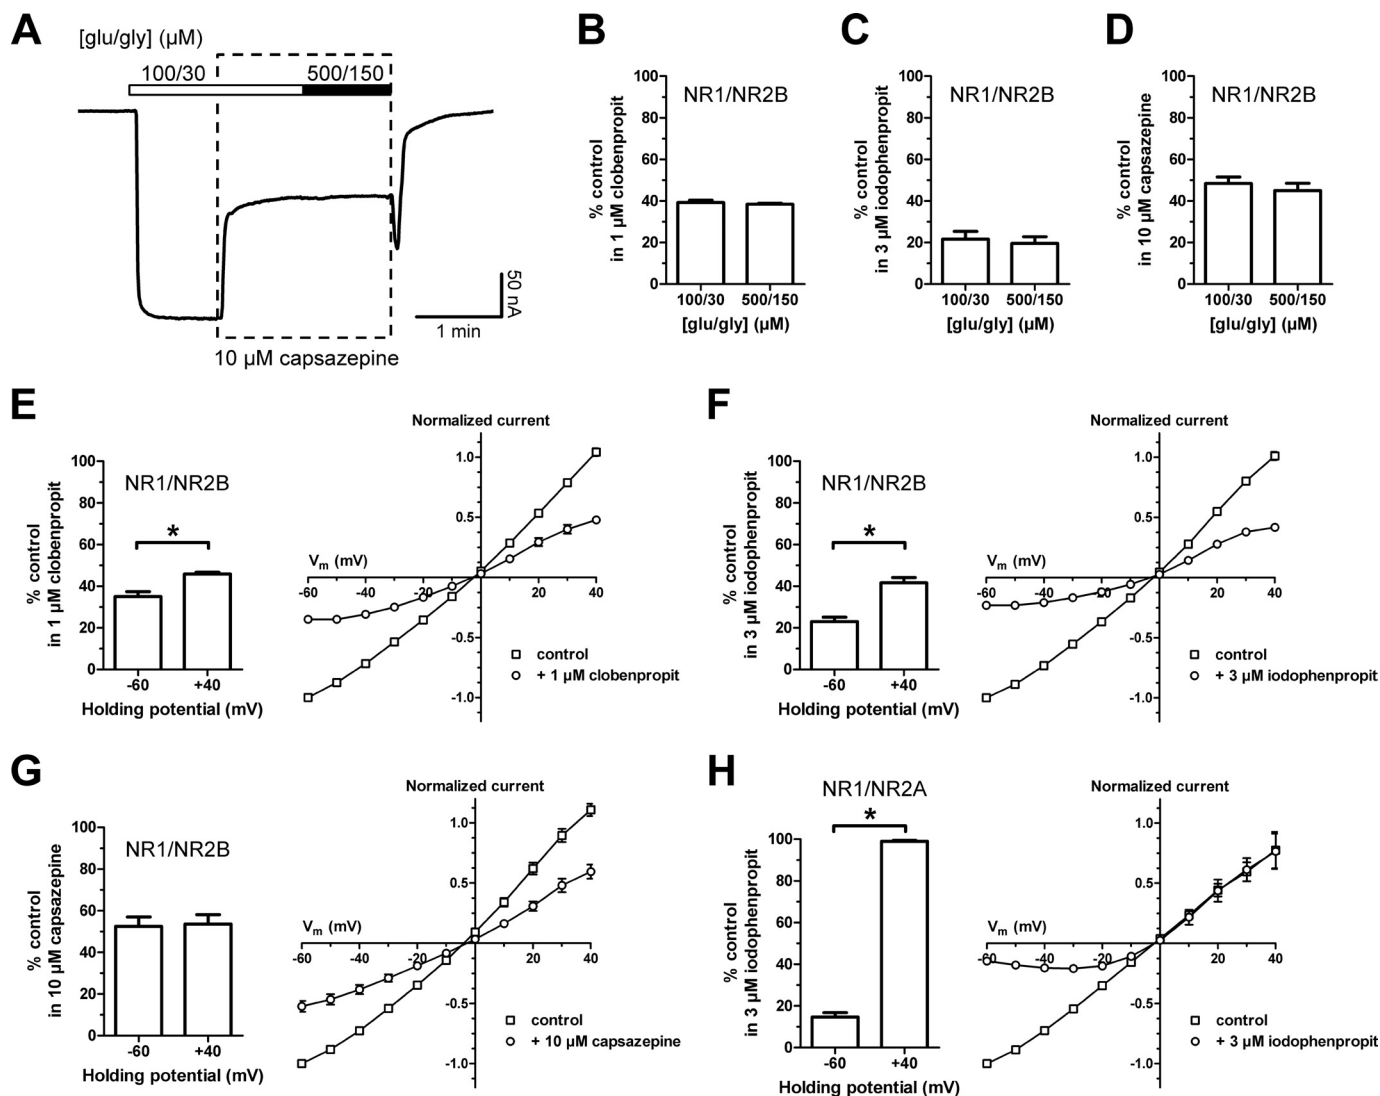 A
[glu/gly] (µM)
100/30
500/150
50 nA
1 min
10 µM capsazepine
B
NR1/NR2B
% control
in 1 µM clobenpropit
100
80
60
40
20
0
100/30 500/150
[glu/gly] (µM)
C
NR1/NR2B
% control
in 3 µM iodophenpropit
100
80
60
40
20
0
100/30 500/150
[glu/gly] (µM)
D
NR1/NR2B
% control
in 10 µM capsazepine
100
80
60
40
20
0
100/30 500/150
[glu/gly] (µM)
E
NR1/NR2B
*
% control
in 1 µM clobenpropit
100
80
60
40
20
0
-60 +40
Holding potential (mV)
Normalized current
1.0
0.5
Vm (mV)
-60 -40 -20 20 40
-0.5
-1.0
control
+ 1 µM clobenpropit
F
NR1/NR2B
*
% control
in 3 µM iodophenpropit
100
80
60
40
20
0
-60 +40
Holding potential (mV)
Normalized current
1.0
0.5
Vm (mV)
-60 -40 -20 20 40
-0.5
-1.0
control
+ 3 µM iodophenpropit
G
NR1/NR2B
% control
in 10 µM capsazepine
100
80
60
40
20
0
-60 +40
Holding potential (mV)
Normalized current
1.0
0.5
Vm (mV)
-60 -40 -20 20 40
-0.5
-1.0
control
+ 10 µM capsazepine
H
NR1/NR2A
*
% control
in 3 µM iodophenpropit
100
80
60
40
20
0
-60 +40
Holding potential (mV)
Normalized current
1.0
0.5
Vm (mV)
-60 -40 -20 20 40
-0.5
-1.0
control
+ 3 µM iodophenpropit